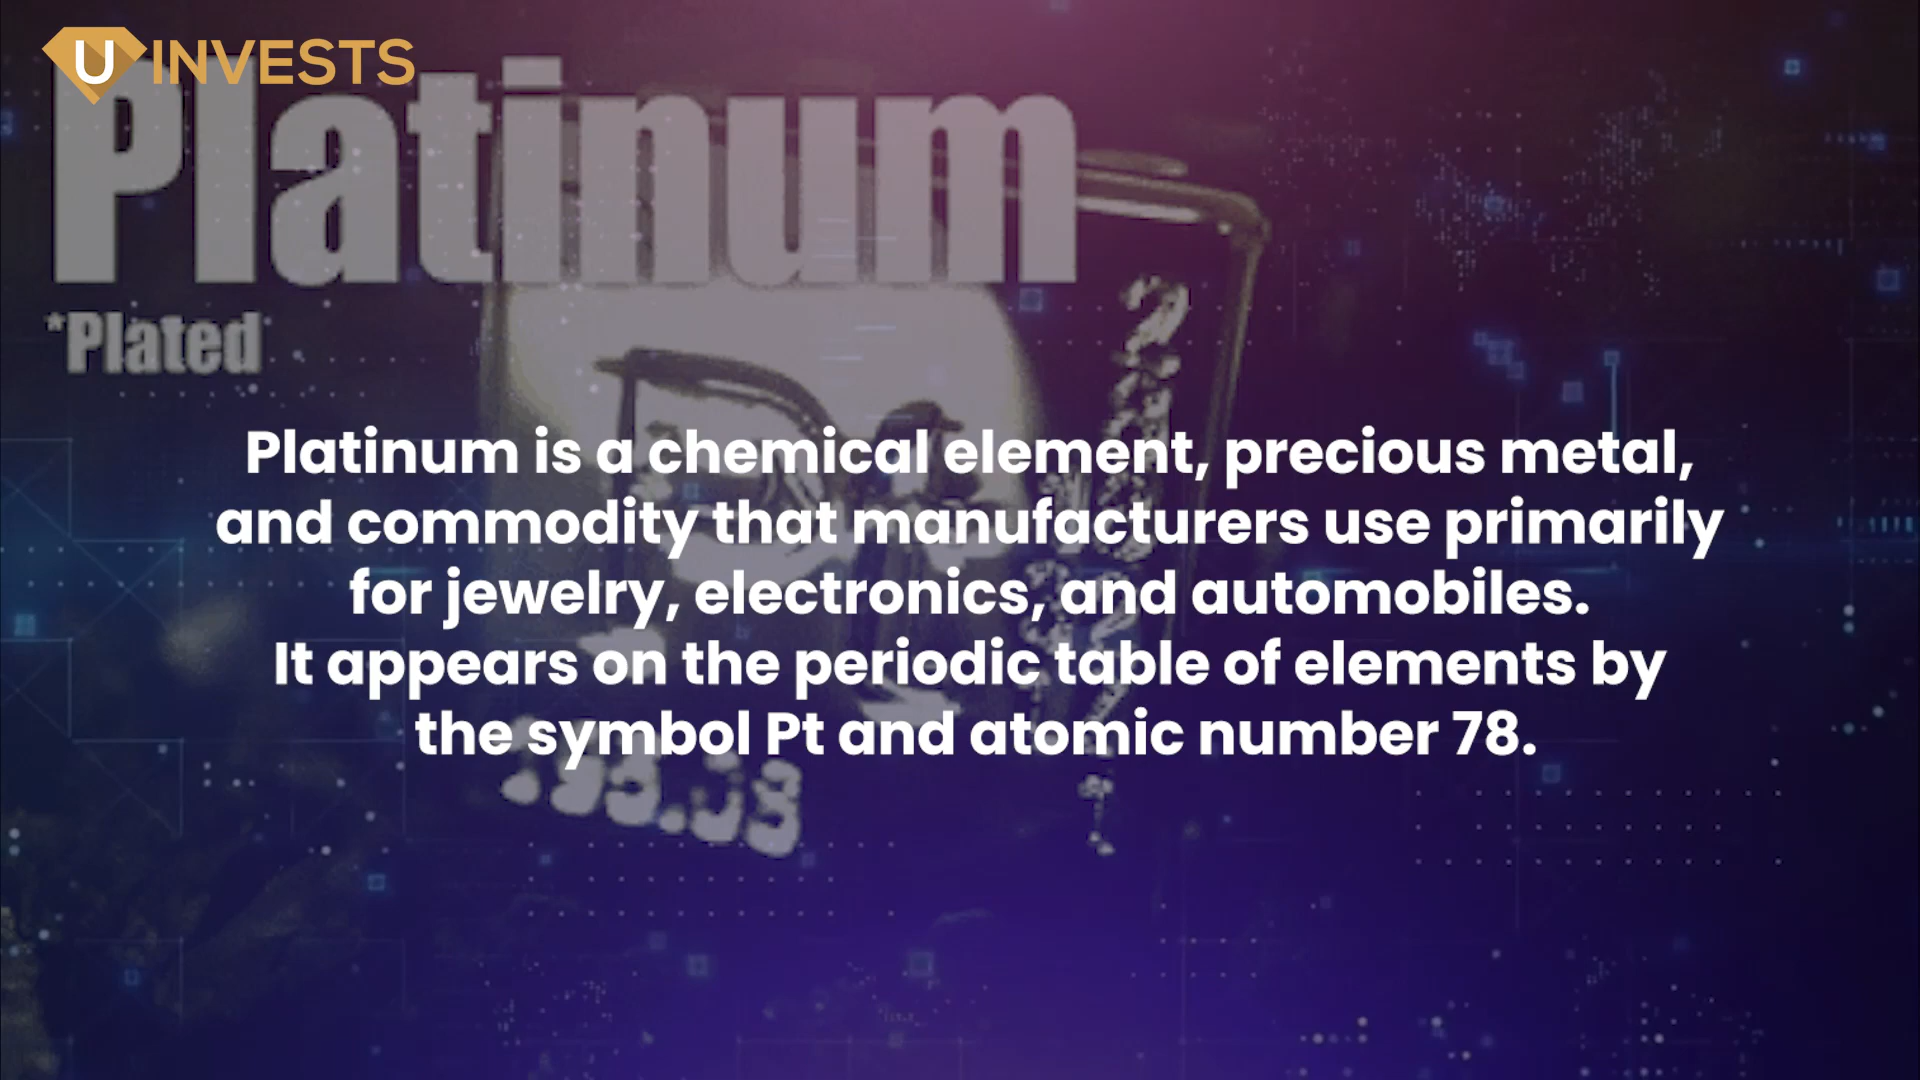 U INVESTS
Platinum
*Plated
Platinum is a chemical element, precious metal,
and commodity that manufacturers use primarily
for jewelry, electronics, and automobiles.
It appears on the periodic table of elements by
the symbol Pt and atomic number 78.